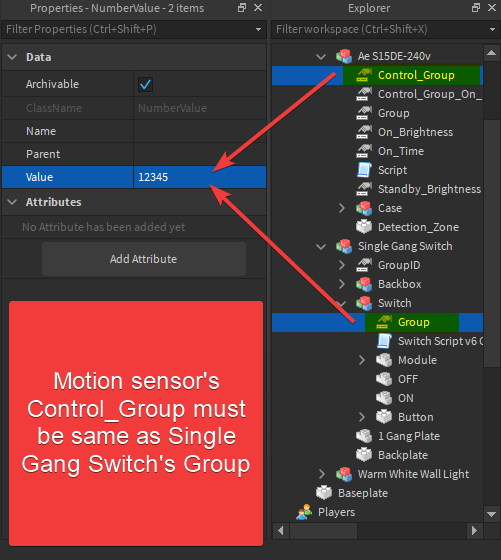 Properties - NumberValue - 2 items
Filter Properties (Ctrl+Shift+P)
Data
Archivable
ClassName NumberValue
Name
Parent
Value 12345
Attributes
No Attribute has been added yet
Add Attribute
Motion sensor's
Control_Group must
be same as Single
Gang Switch's Group
Explorer
Filter workspace (Ctrl+Shift+X)
Ae S15DE-240v
Control_Group
Control_Group_On_
Group
On_Brightness
On_Time
Script
Standby_Brightness
Case
Detection_Zone
Single Gang Switch
GroupID
Backbox
Switch
Group
Switch Script v6 C
Module
OFF
ON
Button
1 Gang Plate
Backplate
Warm White Wall Light
Baseplate
Players